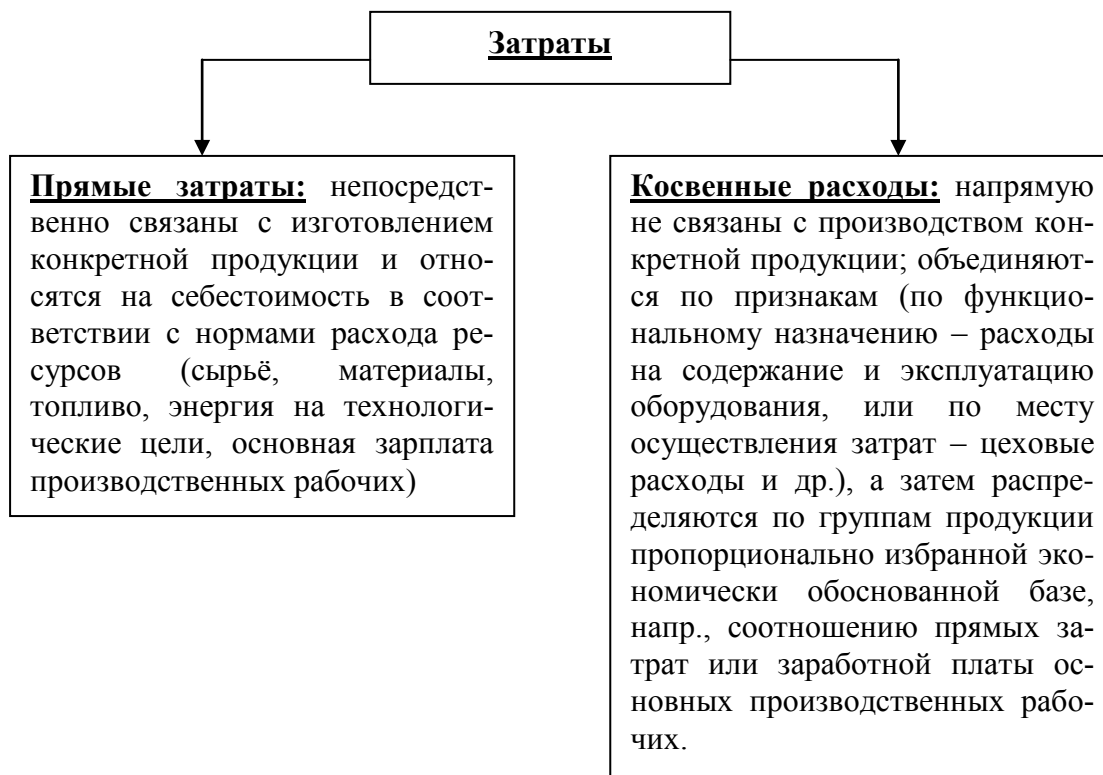 Затраты
Прямые затраты: непосредст-
венно связаны с изготовлением
конкретной продукции и отно-
сятся на себестоимость в соот-
ветствии с нормами расхода ре-
сурсов (сырьё, материалы,
топливо, энергия на технологи-
ческие цели, основная зарплата
производственных рабочих)
Косвенные расходы: напрямую
не связаны с производством кон-
кретной продукции; объединяют-
ся по признакам (по функцио-
нальному назначению – расходы
на содержание и эксплуатацию
оборудования, или по месту
осуществления затрат – цеховые
расходы и др.), а затем распре-
деляются по группам продукции
пропорционально избранной эко-
номически обоснованной базе,
напр., соотношению прямых за-
трат или заработной платы ос-
новных производственных рабо-
чих.